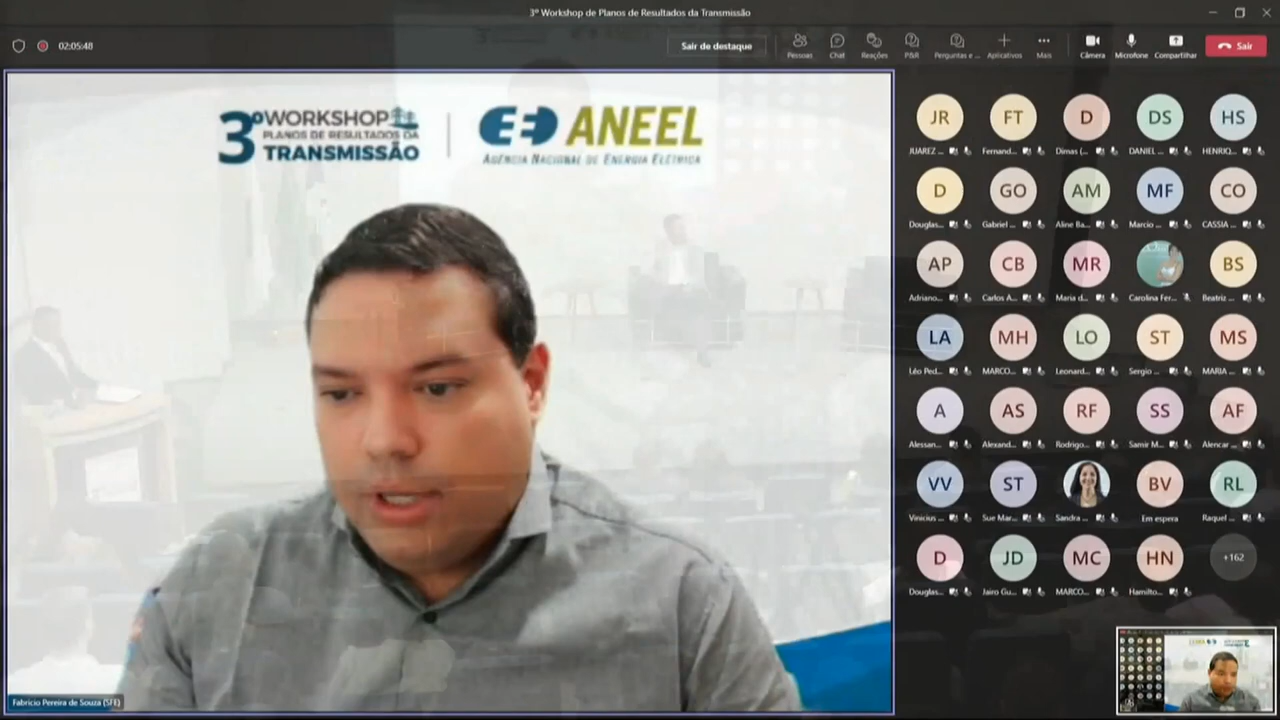 3º Workshop de Planos de Resultados da Transmissão
02:05:48
Sair de destaque
Pessoas
Chat
Reações
P&R
Perguntas e ...
Aplicativos
Mais
Câmera
Microfone
Compartilhar
Sair
3º WORKSHOP
PLANOS DE RESULTADOS DA
TRANSMISSÃO
ANEEL
AGÊNCIA NACIONAL DE ENERGIA ELÉTRICA
JR FT D DS HS
JUAREZ ... Fernand... Dimas (... DANIEL ... HENRIQ...
D GO AM MF CO
Douglas... Gabriel ... Aline Ba... Marcio ... CASSIA ...
AP CB MR BS
Adriano... Carlos A... Maria d... Carolina Fer... Beatriz ...
LA MH LO ST MS
Léo Ped... MARCO... Leonard... Sergio ... MARIA ...
A AS RF SS AF
Alessan... Alexand... Rodrigo... Samir M... Alencar ...
VV ST BV RL
Vinicius ... Sue Mar... Sandra ... Em espera Raquel ...
D JD MC HN +162
Douglas... Jairo Gu... MARCO... Hamilto...
Fabricio Pereira de Souza (SFE)